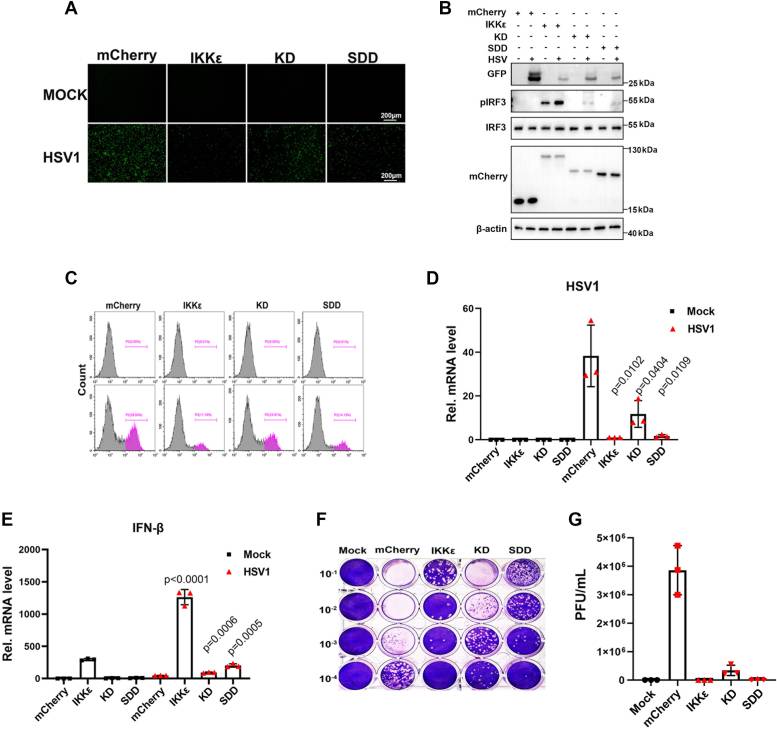 A
mCherry IKKε KD SDD
MOCK
200μm
HSV1
200μm
B
mCherry - + - - - - - -
IKKε - - + + - - - -
KD - - - - + + - -
SDD - - - - - - + +
HSV - + - + - + - +
GFP
25 kDa
pIRF3
55 kDa
IRF3
55 kDa
130 kDa
mCherry
15 kDa
β-actin
40 kDa
C
mCherry IKKε KD SDD
Count
D
HSV1
Rel. mRNA level
60
40
20
0
Mock
HSV1
p=0.0102
p=0.0404
p=0.0109
mCherry IKKε KD SDD mCherry IKKε KD SDD
E
IFN-β
Rel. mRNA level
2000
1500
1000
500
0
Mock
HSV1
p<0.0001
p=0.0006
p=0.0005
mCherry IKKε KD SDD mCherry IKKε KD SDD
F
Mock mCherry IKKε KD SDD
10⁻¹
10⁻²
10⁻³
10⁻⁴
G
PFU/mL
5×10⁶
4×10⁶
3×10⁶
2×10⁶
1×10⁶
0
Mock mCherry IKKε KD SDD